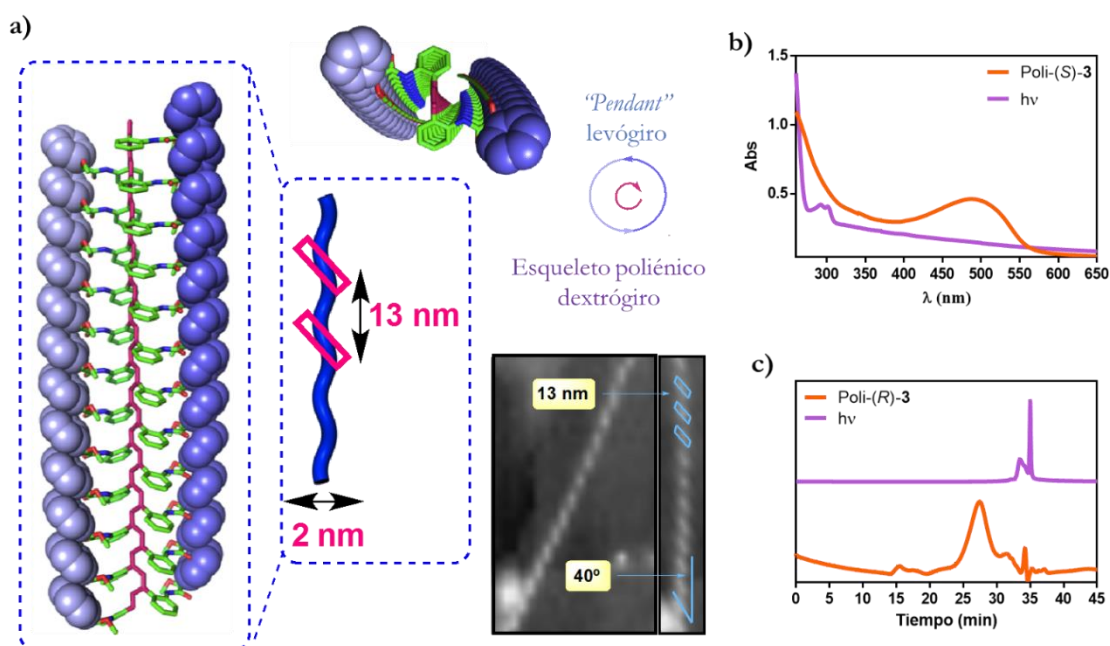 a)
"Pendant"
levógiro
Esqueleto poliénico
dextrógiro
13 nm
2 nm
13 nm
40º
b)
Poli-(S)-3
hν
Abs
1.5
1.0
0.5
300
350
400
450
500
550
600
650
λ (nm)
c)
Poli-(R)-3
hν
0
5
10
15
20
25
30
35
40
45
Tiempo (min)